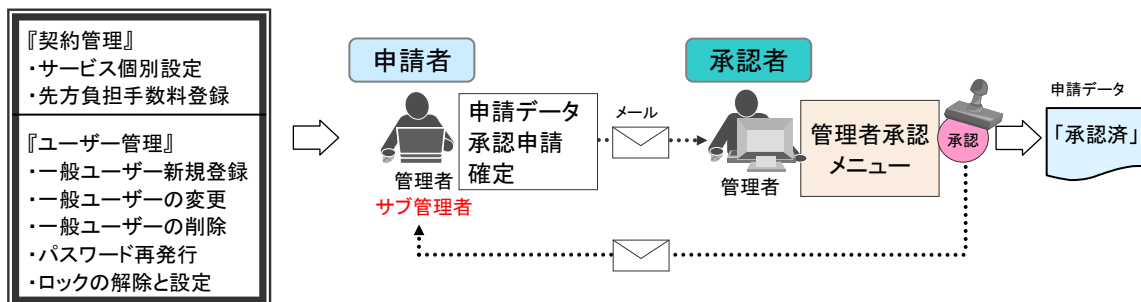 『契約管理』
・サービス個別設定
・先方負担手数料登録
『ユーザー管理』
・一般ユーザー新規登録
・一般ユーザーの変更
・一般ユーザーの削除
・パスワード再発行
・ロックの解除と設定
申請者
管理者
サブ管理者
申請データ
承認申請
確定
メール
承認者
管理者
管理者承認
メニュー
承認
申請データ
「承認済」